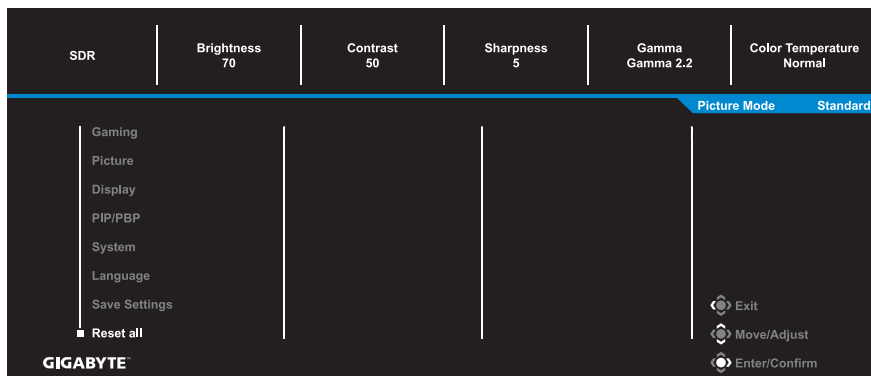 SDR
Brightness
70
Contrast
50
Sharpness
5
Gamma
Gamma 2.2
Color Temperature
Normal
Picture Mode Standard
Gaming
Picture
Display
PIP/PBP
System
Language
Save Settings
Reset all
Exit
Move/Adjust
Enter/Confirm
GIGABYTE™